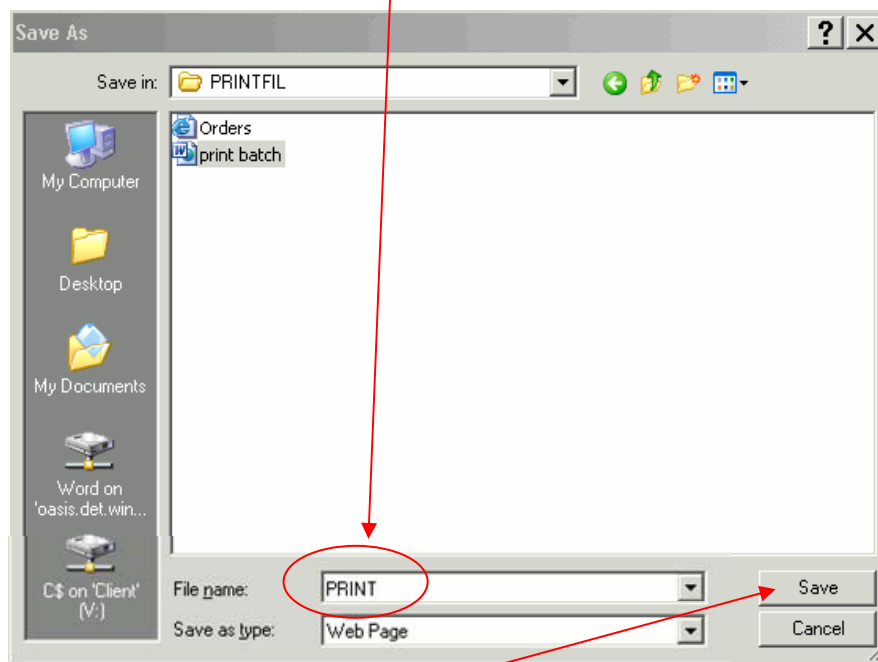 Save As
?
Save in: PRINTFIL
Orders
print batch
My Computer
Desktop
My Documents
Word on
'oasis.det.win...
C$ on 'Client'
(V:)
File name: PRINT Save
Save as type: Web Page Cancel